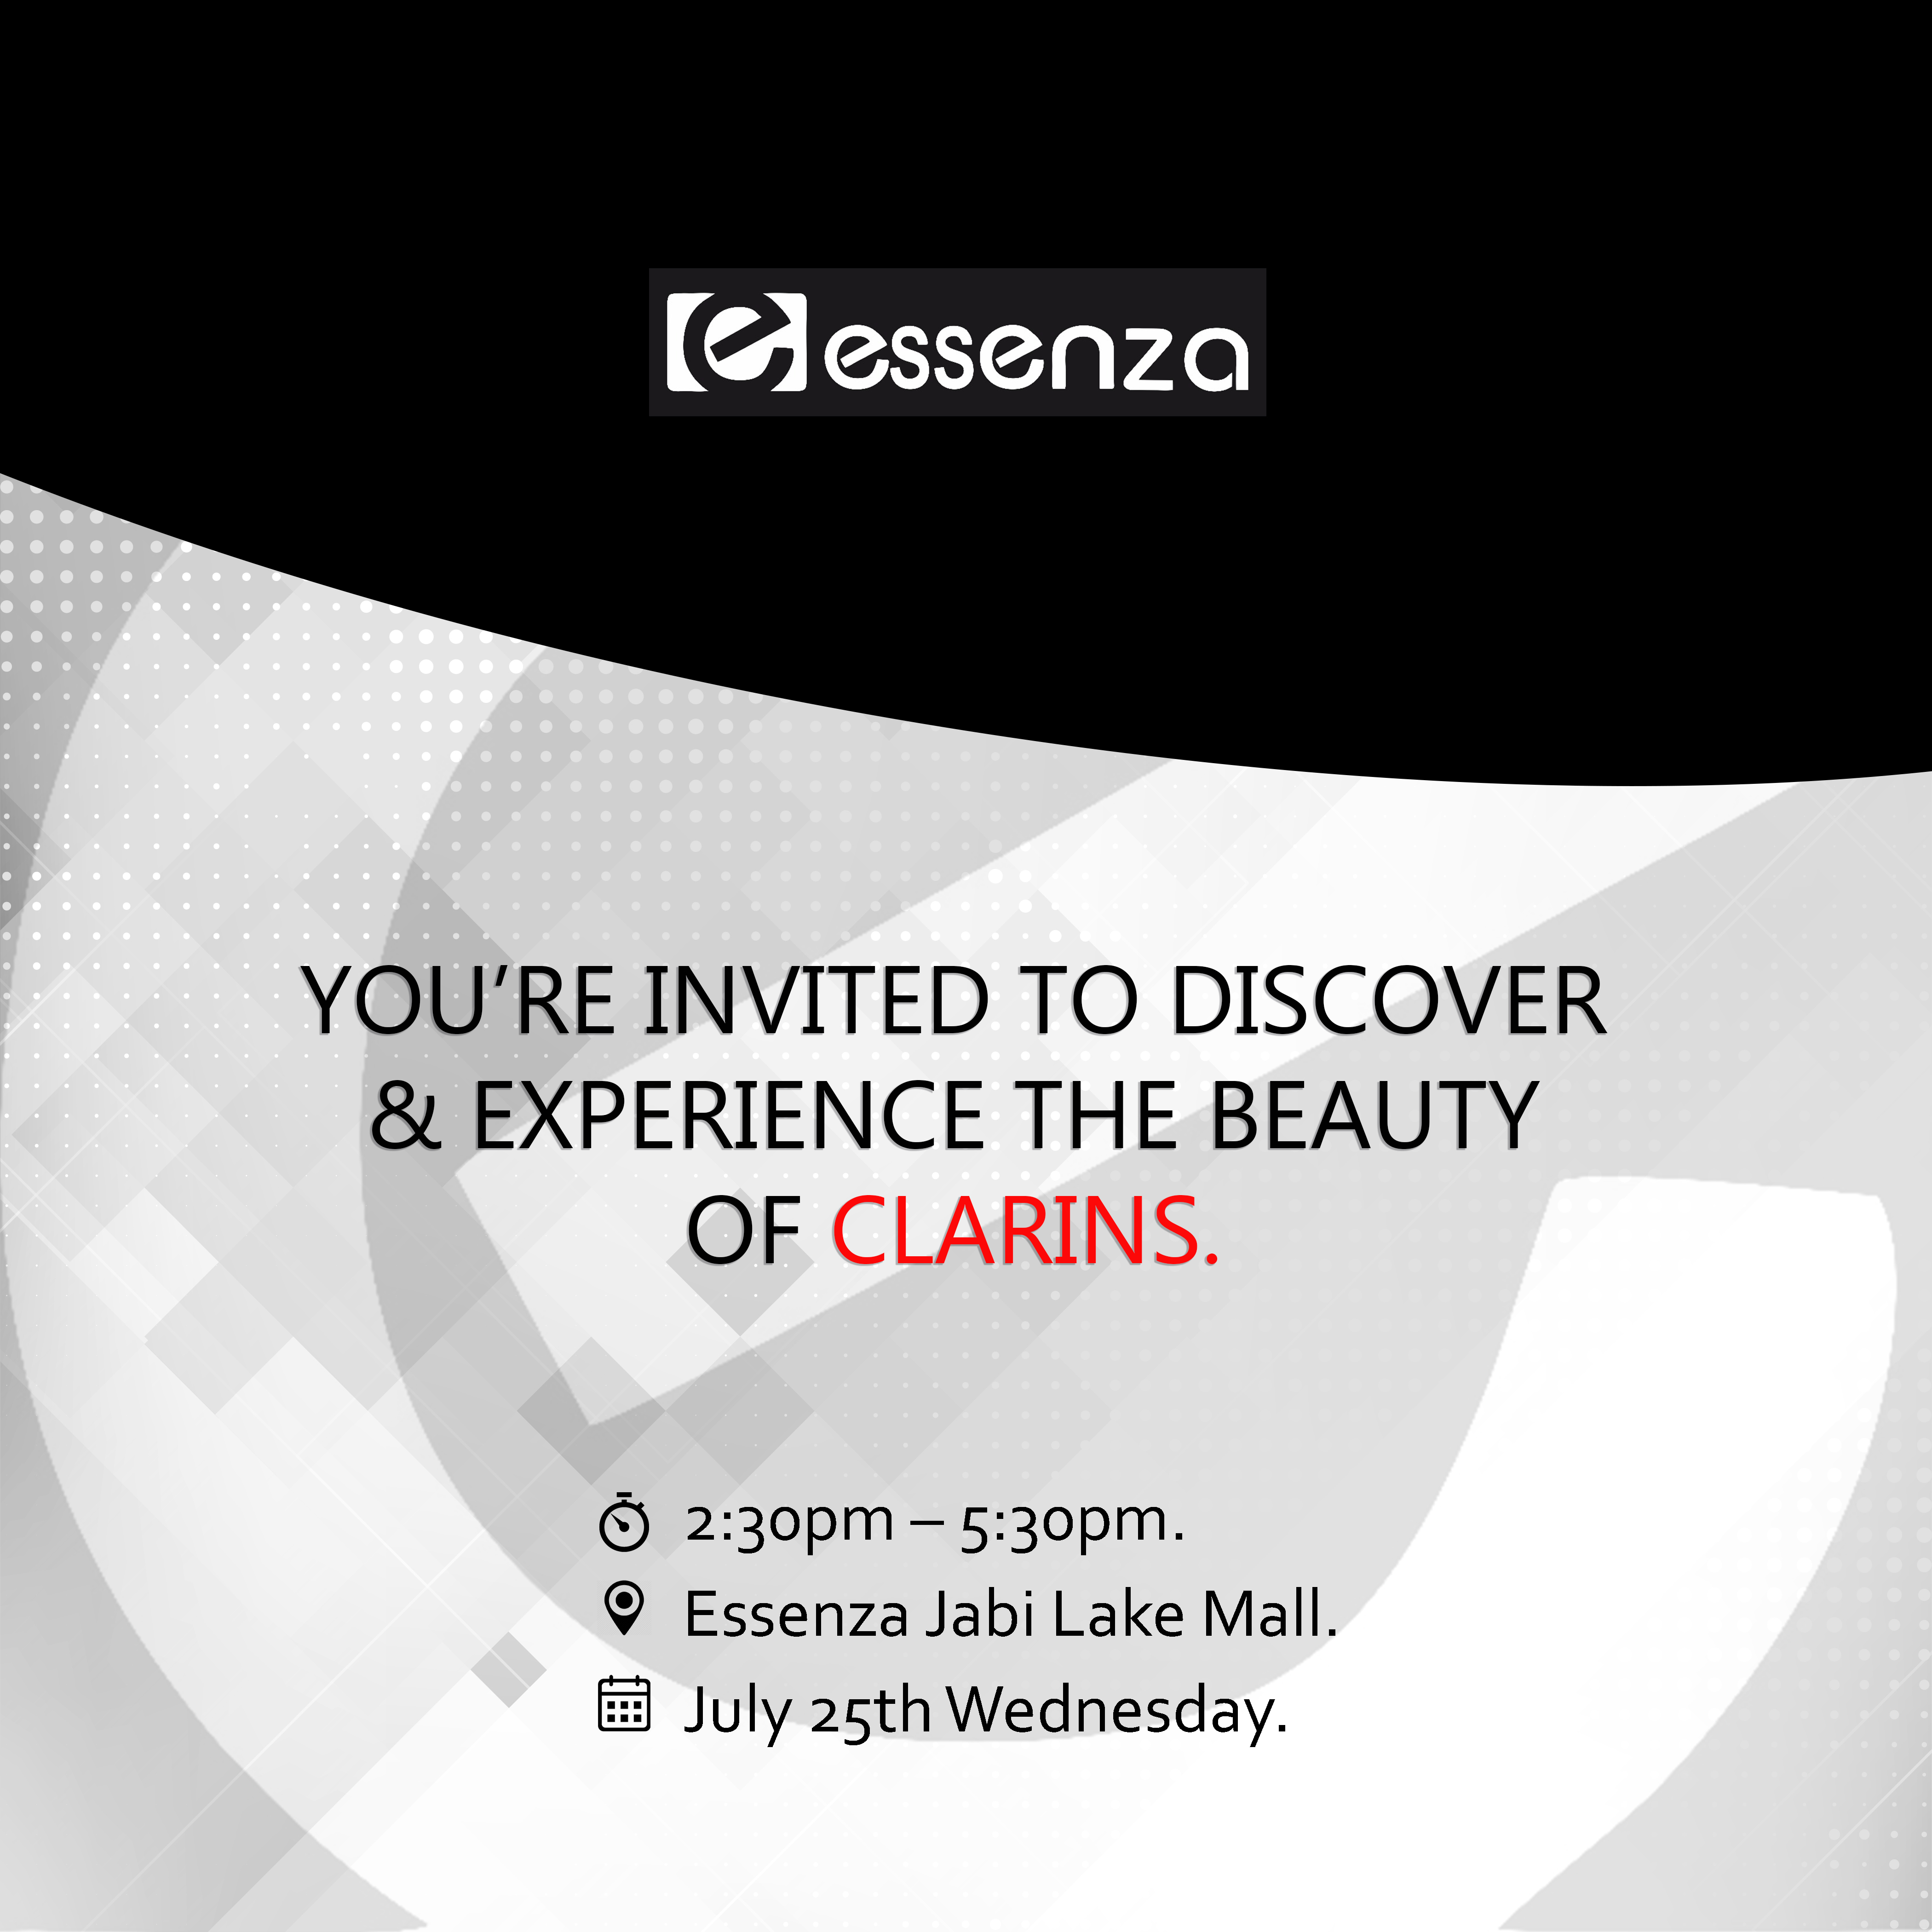 essenza
YOU’RE INVITED TO DISCOVER
& EXPERIENCE THE BEAUTY
OF CLARINS.
2:30pm – 5:30pm.
Essenza Jabi Lake Mall.
July 25th Wednesday.